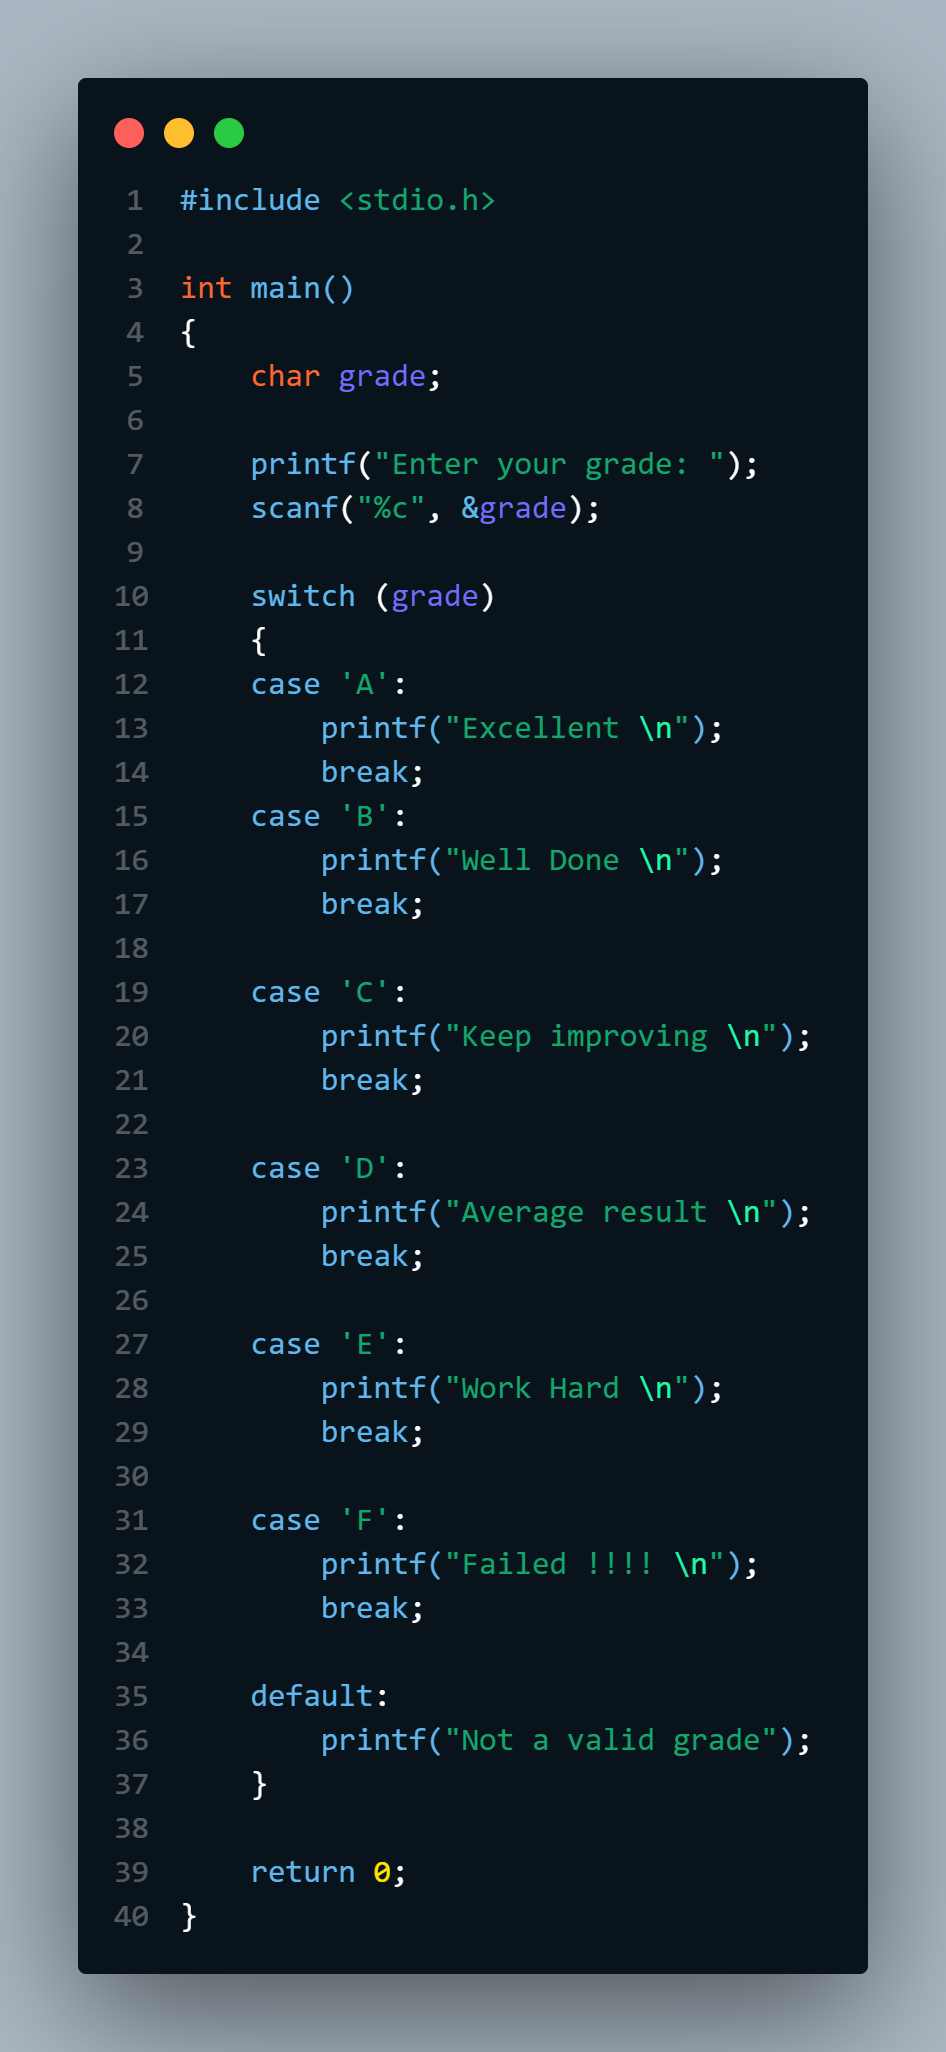 1 #include <stdio.h>
2
3 int main()
4 {
5     char grade;
6
7     printf("Enter your grade: ");
8     scanf("%c", &grade);
9
10     switch (grade)
11     {
12     case 'A':
13         printf("Excellent \n");
14         break;
15     case 'B':
16         printf("Well Done \n");
17         break;
18
19     case 'C':
20         printf("Keep improving \n");
21         break;
22
23     case 'D':
24         printf("Average result \n");
25         break;
26
27     case 'E':
28         printf("Work Hard \n");
29         break;
30
31     case 'F':
32         printf("Failed !!!! \n");
33         break;
34
35     default:
36         printf("Not a valid grade");
37     }
38
39     return 0;
40 }